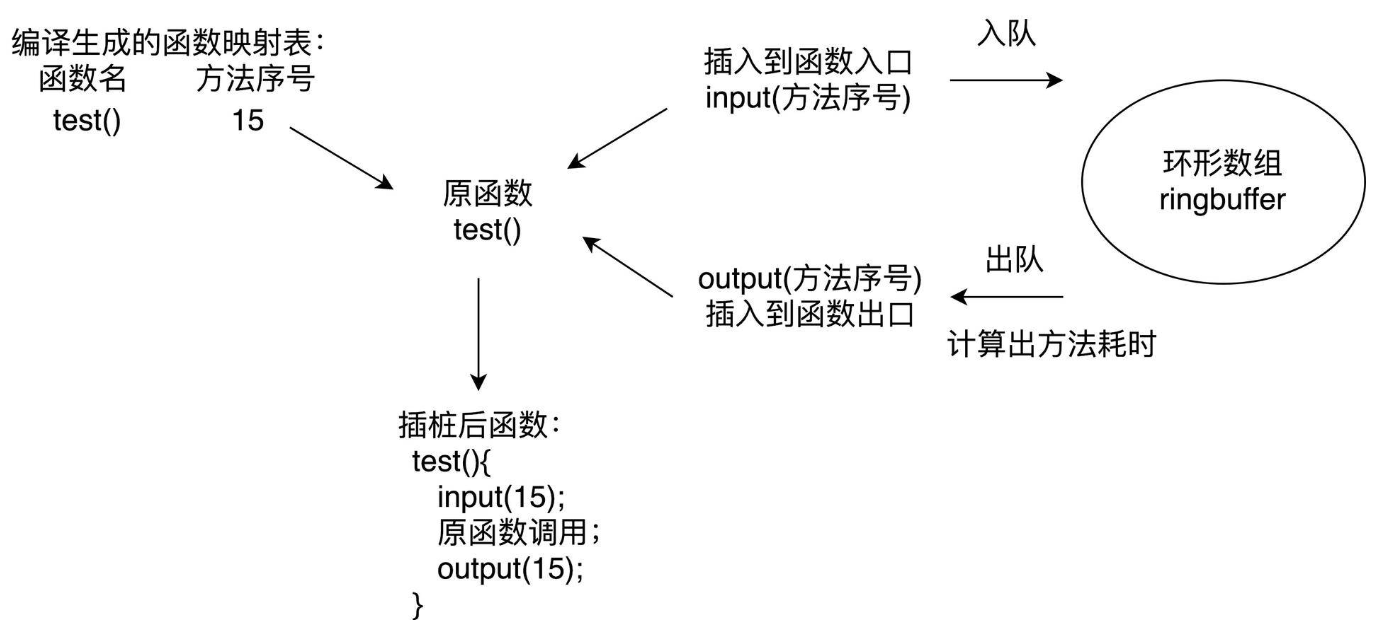 编译生成的函数映射表：
函数名 方法序号
test() 15
原函数
test()
插入到函数入口
input(方法序号)
入队
环形数组
ringbuffer
output(方法序号)
插入到函数出口
出队
计算出方法耗时
插桩后函数：
test(){
input(15);
原函数调用；
output(15);
}